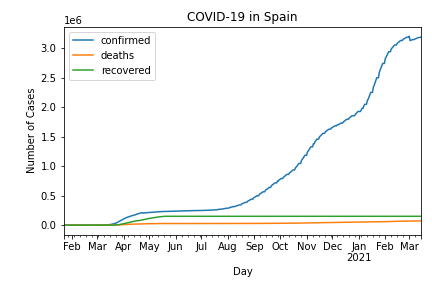 COVID-19 in Spain
1e6
confirmed
deaths
recovered
3.0
2.5
2.0
1.5
1.0
0.5
0.0
Number of Cases
Feb Mar Apr May Jun Jul Aug Sep Oct Nov Dec Jan Feb Mar
2021
Day